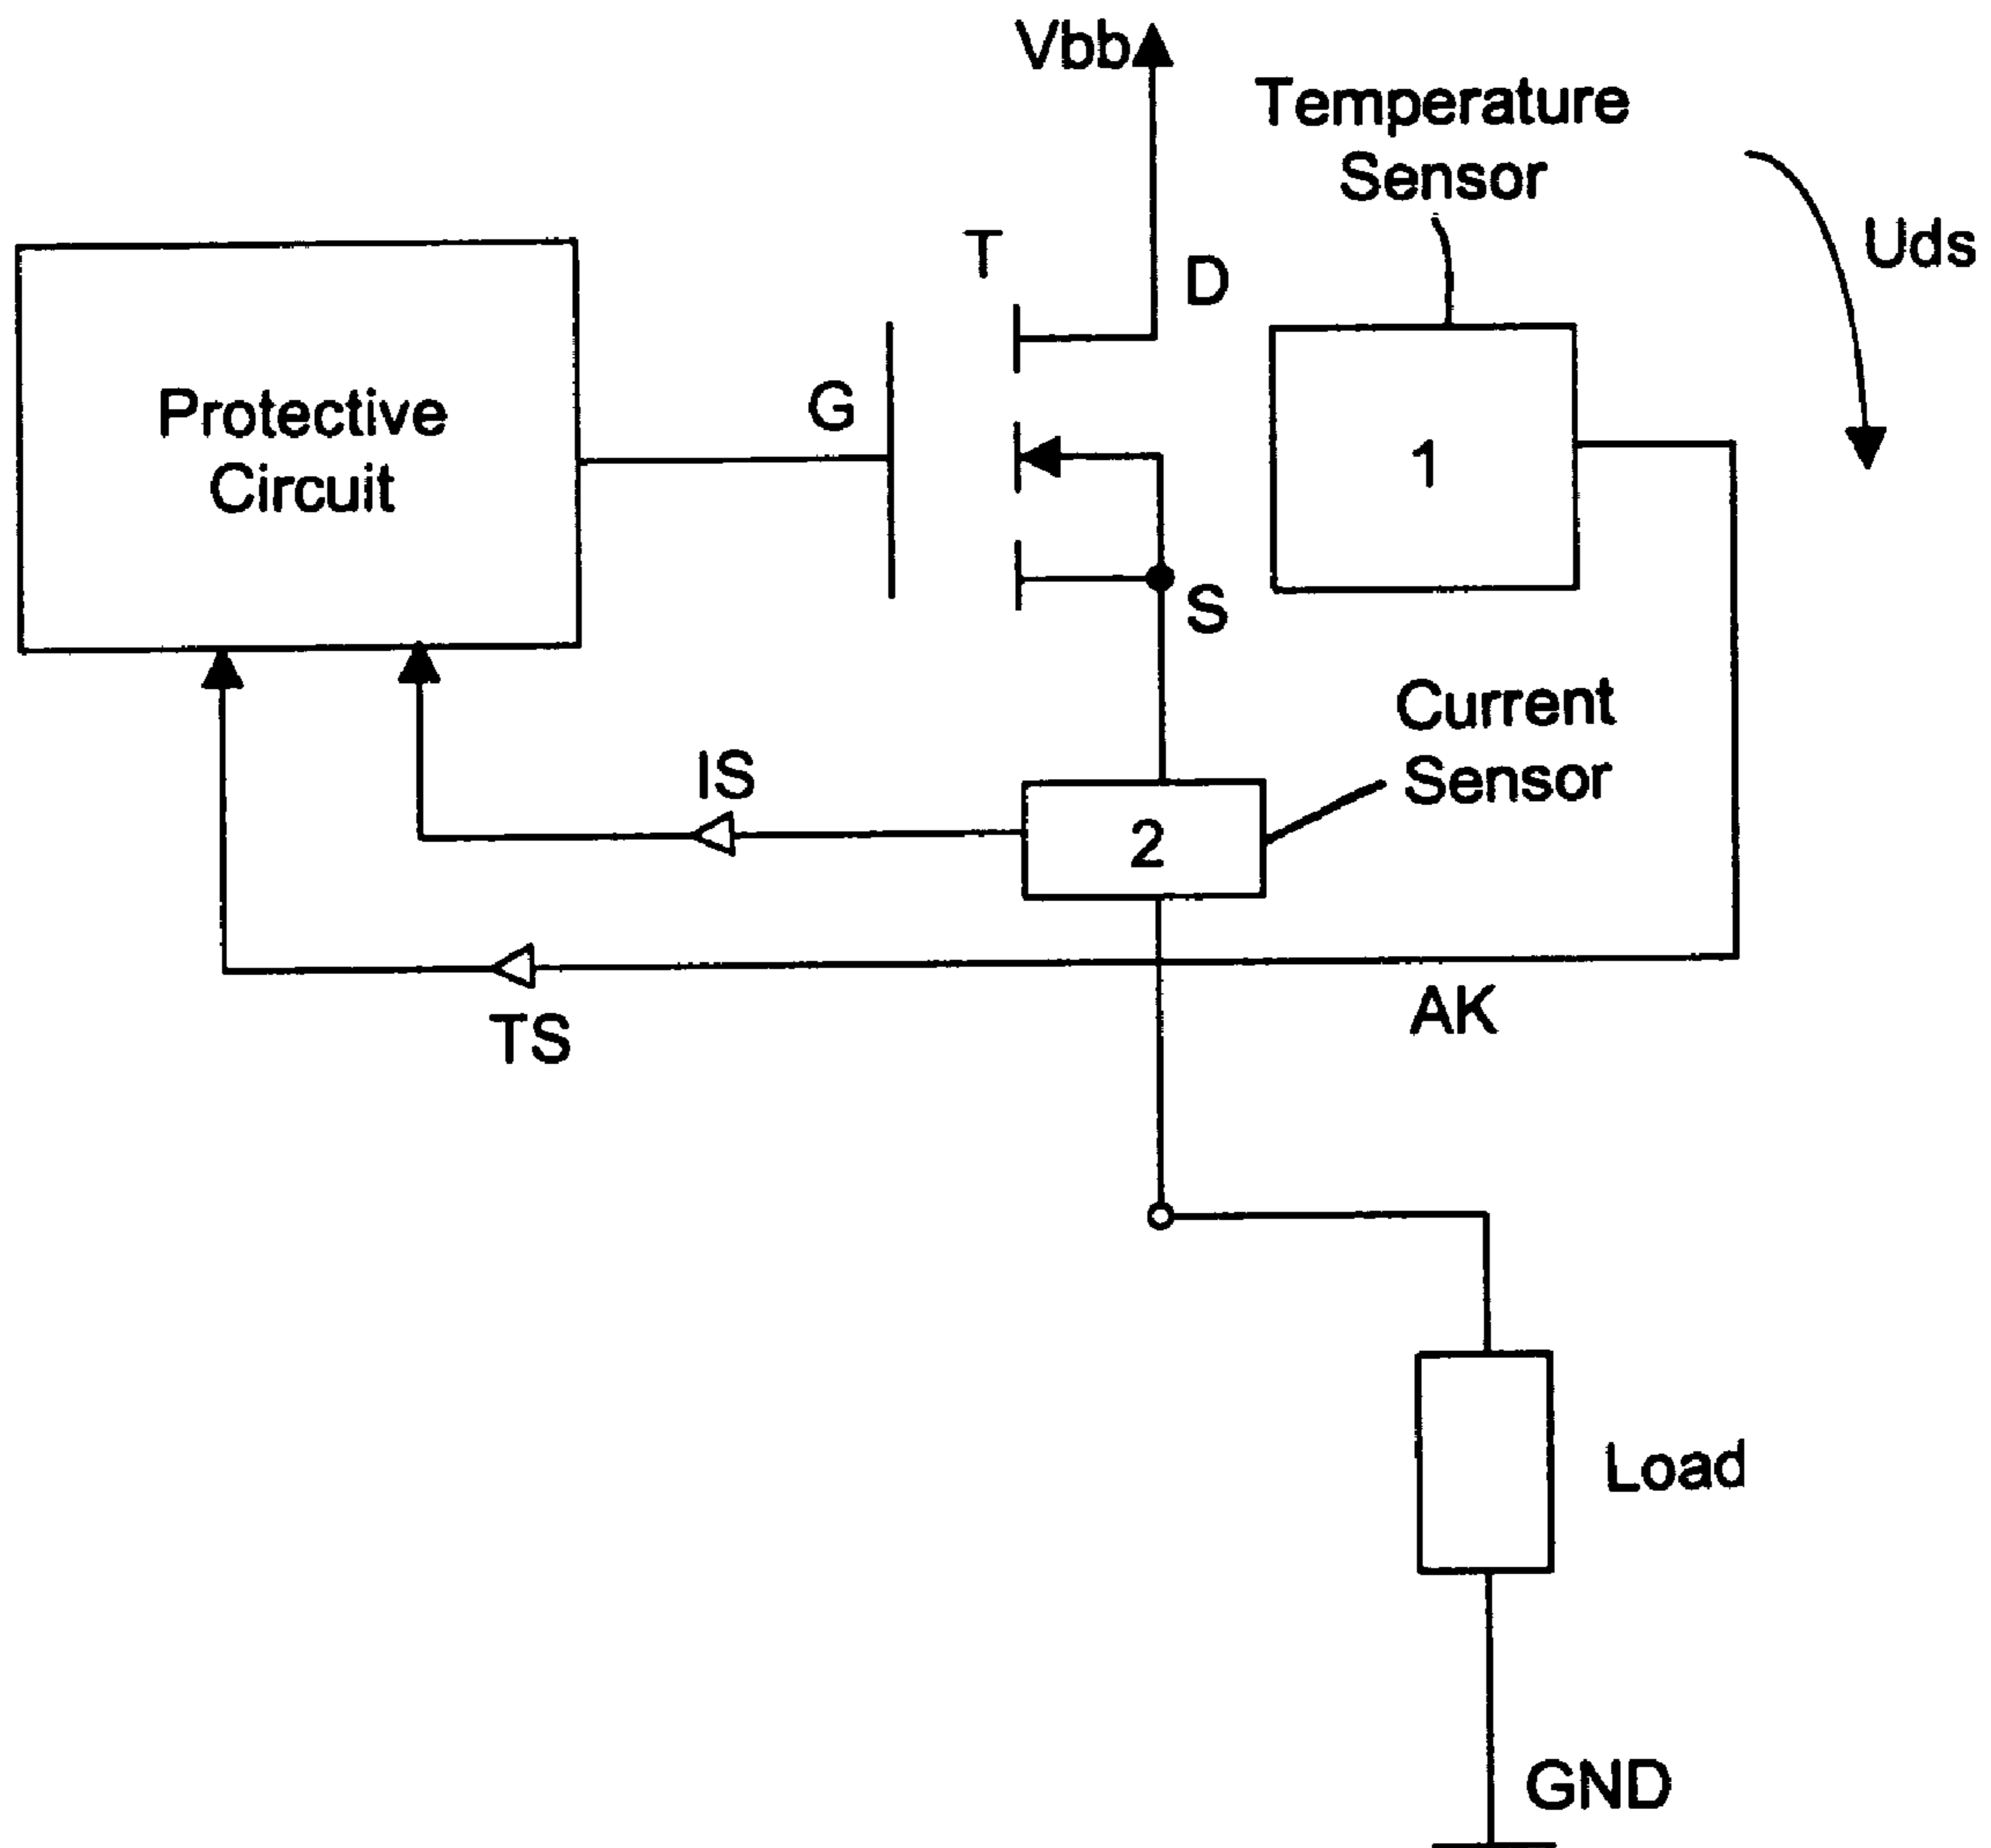 Vbb
Temperature
Sensor
Uds
T
D
Protective
Circuit
G
1
S
Current
Sensor
IS
2
AK
TS
Load
GND